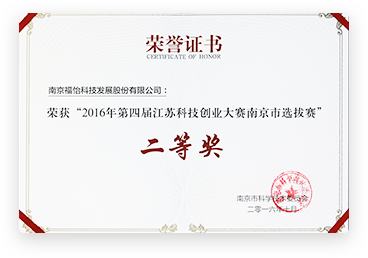 荣誉证书
CERTIFICATE OF HONOR
南京福怡科技发展股份有限公司：
荣获“2016年第四届江苏科技创业大赛南京市选拔赛”
二等奖
南京市科学技术委员会
二零一六年七月